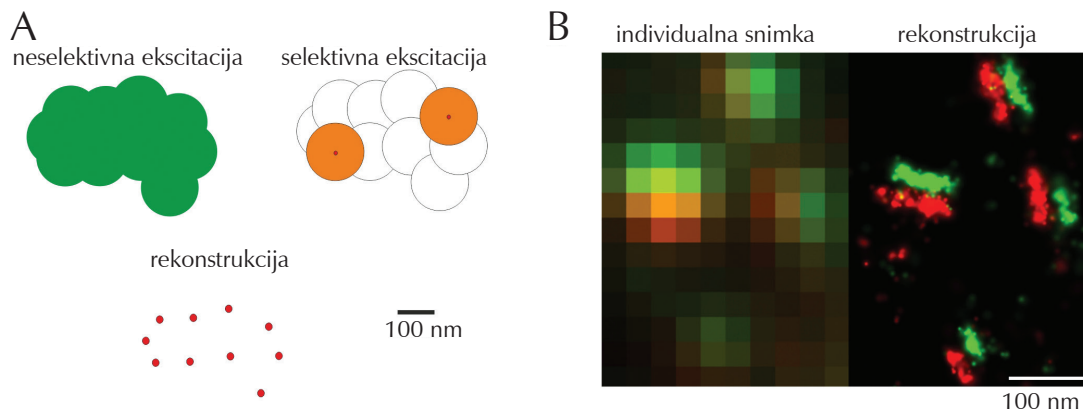 A
neselektivna ekscitacija
selektivna ekscitacija
rekonstrukcija
100 nm
B
individualna snimka
rekonstrukcija
100 nm